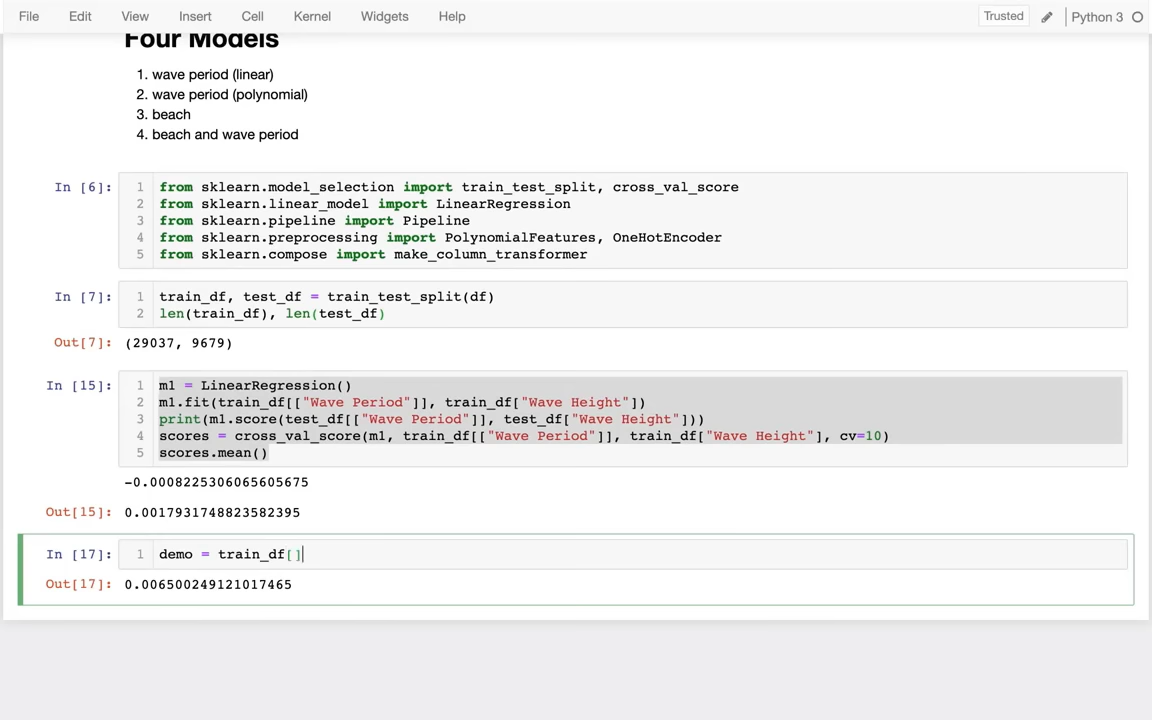 File Edit View Insert Cell Kernel Widgets Help Trusted Python 3
Four Models
1. wave period (linear)
2. wave period (polynomial)
3. beach
4. beach and wave period
In [6]: 1 from sklearn.model_selection import train_test_split, cross_val_score
2 from sklearn.linear_model import LinearRegression
3 from sklearn.pipeline import Pipeline
4 from sklearn.preprocessing import PolynomialFeatures, OneHotEncoder
5 from sklearn.compose import make_column_transformer
In [7]: 1 train_df, test_df = train_test_split(df)
2 len(train_df), len(test_df)
Out[7]: (29037, 9679)
In [15]: 1 m1 = LinearRegression()
2 m1.fit(train_df[["Wave Period"]], train_df["Wave Height"])
3 print(m1.score(test_df[["Wave Period"]], test_df["Wave Height"]))
4 scores = cross_val_score(m1, train_df[["Wave Period"]], train_df["Wave Height"], cv=10)
5 scores.mean()
-0.0008225306065605675
Out[15]: 0.0017931748823582395
In [17]: 1 demo = train_df[]
Out[17]: 0.006500249121017465